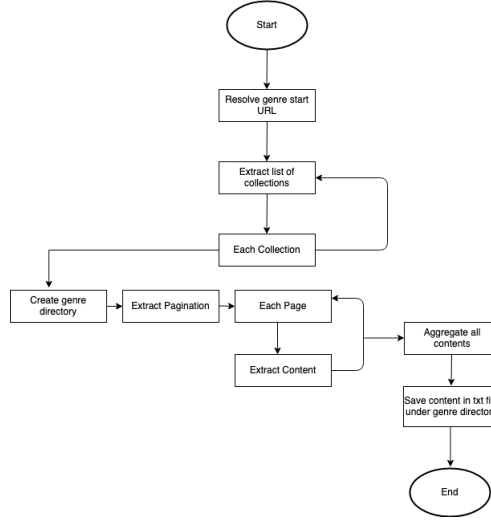 Start
Resolve genre start
URL
Extract list of
collections
Each Collection
Create genre
directory
Extract Pagination
Each Page
Extract Content
Aggregate all
contents
Save content in txt
under genre
End